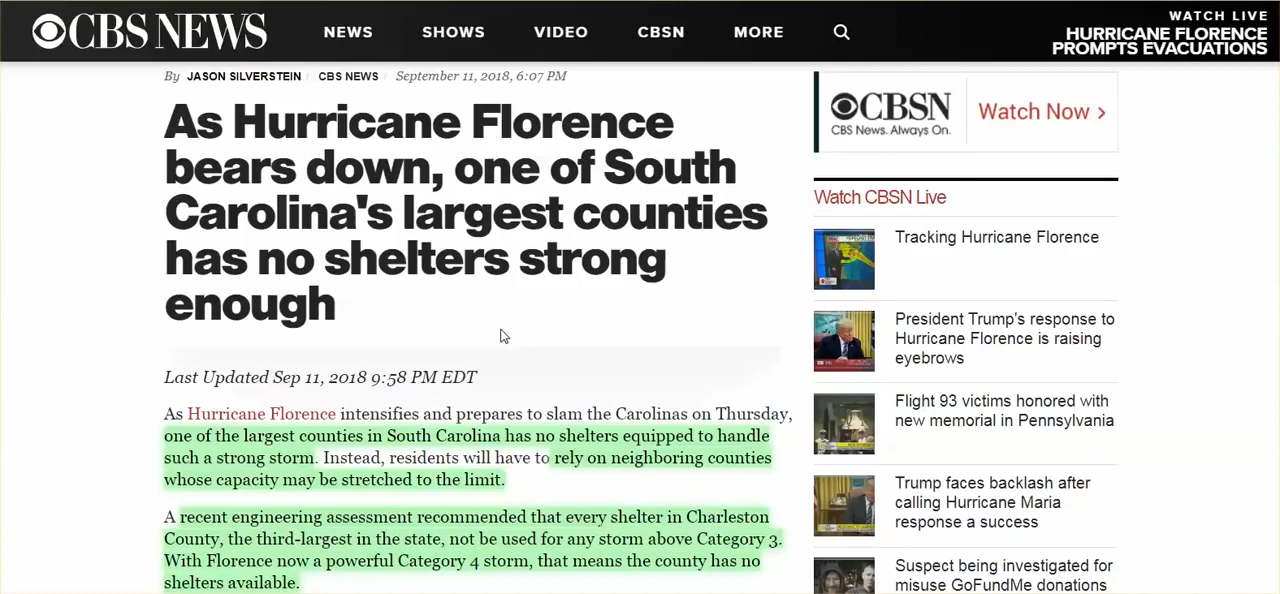 CBS NEWS
NEWS
SHOWS
VIDEO
CBSN
MORE
WATCH LIVE
HURRICANE FLORENCE
PROMPTS EVACUATIONS
By JASON SILVERSTEIN CBS NEWS September 11, 2018, 6:07 PM
As Hurricane Florence
bears down, one of South
Carolina's largest counties
has no shelters strong
enough
Last Updated Sep 11, 2018 9:58 PM EDT
As Hurricane Florence intensifies and prepares to slam the Carolinas on Thursday,
one of the largest counties in South Carolina has no shelters equipped to handle
such a strong storm. Instead, residents will have to rely on neighboring counties
whose capacity may be stretched to the limit.
A recent engineering assessment recommended that every shelter in Charleston
County, the third-largest in the state, not be used for any storm above Category 3.
With Florence now a powerful Category 4 storm, that means the county has no
shelters available.
CBSN
CBS News. Always On.
Watch Now >
Watch CBSN Live
Tracking Hurricane Florence
President Trump's response to
Hurricane Florence is raising
eyebrows
Flight 93 victims honored with
new memorial in Pennsylvania
Trump faces backlash after
calling Hurricane Maria
response a success
Suspect being investigated for
misuse GoFundMe donations